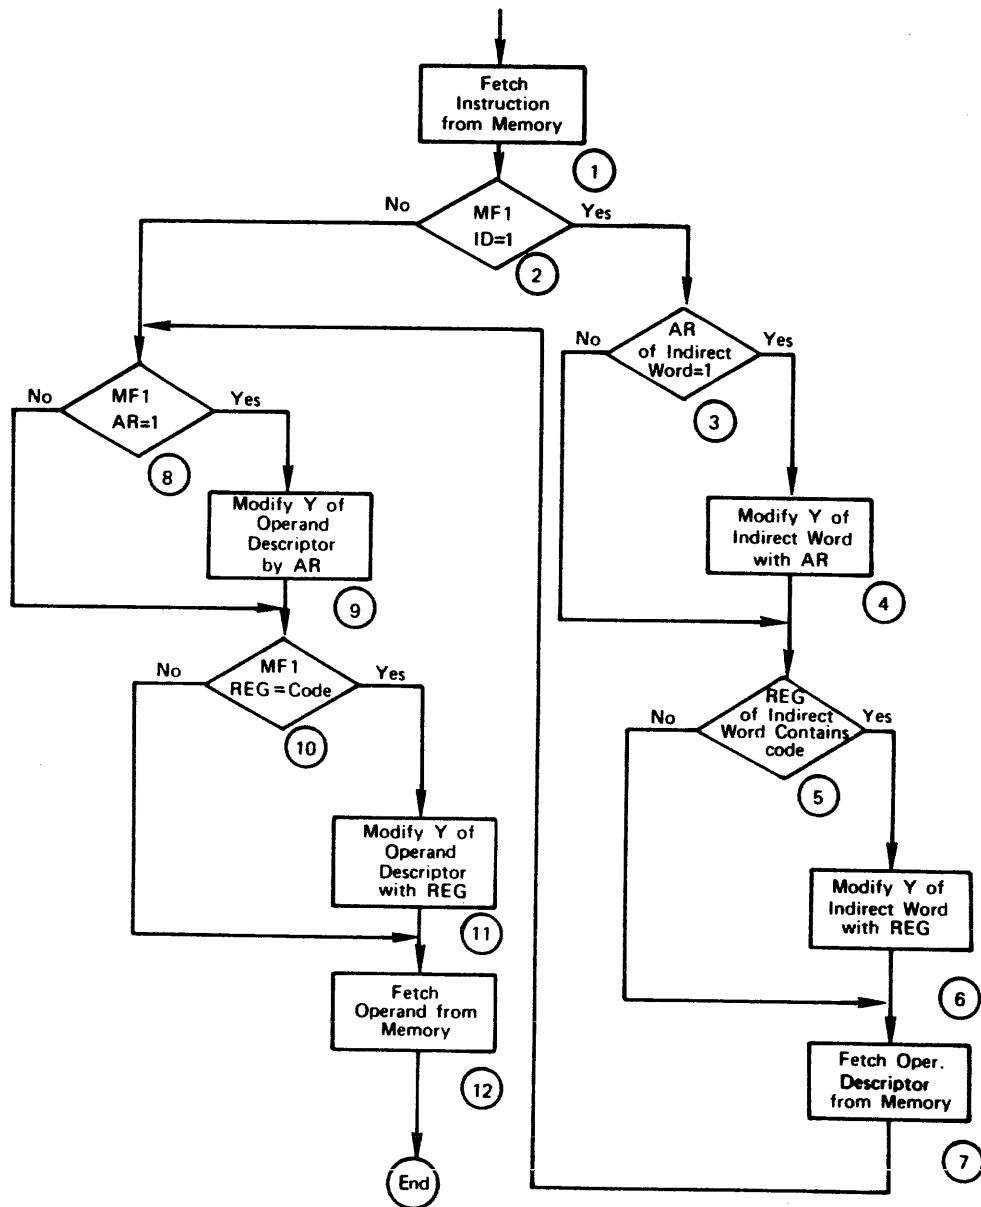 Fetch
Instruction
from Memory
1
No
MF1
ID=1
Yes
2
No
AR
of Indirect
Word=1
Yes
3
No
MF1
AR=1
Yes
8
Modify Y of
Operand
Descriptor
by AR
9
Modify Y of
Indirect Word
with AR
4
No
MF1
REG=Code
Yes
10
No
REG
of Indirect
Word Contains
code
Yes
5
Modify Y of
Operand
Descriptor
with REG
11
Modify Y of
Indirect Word
with REG
6
Fetch
Operand from
Memory
12
Fetch Oper.
Descriptor
from Memory
7
End